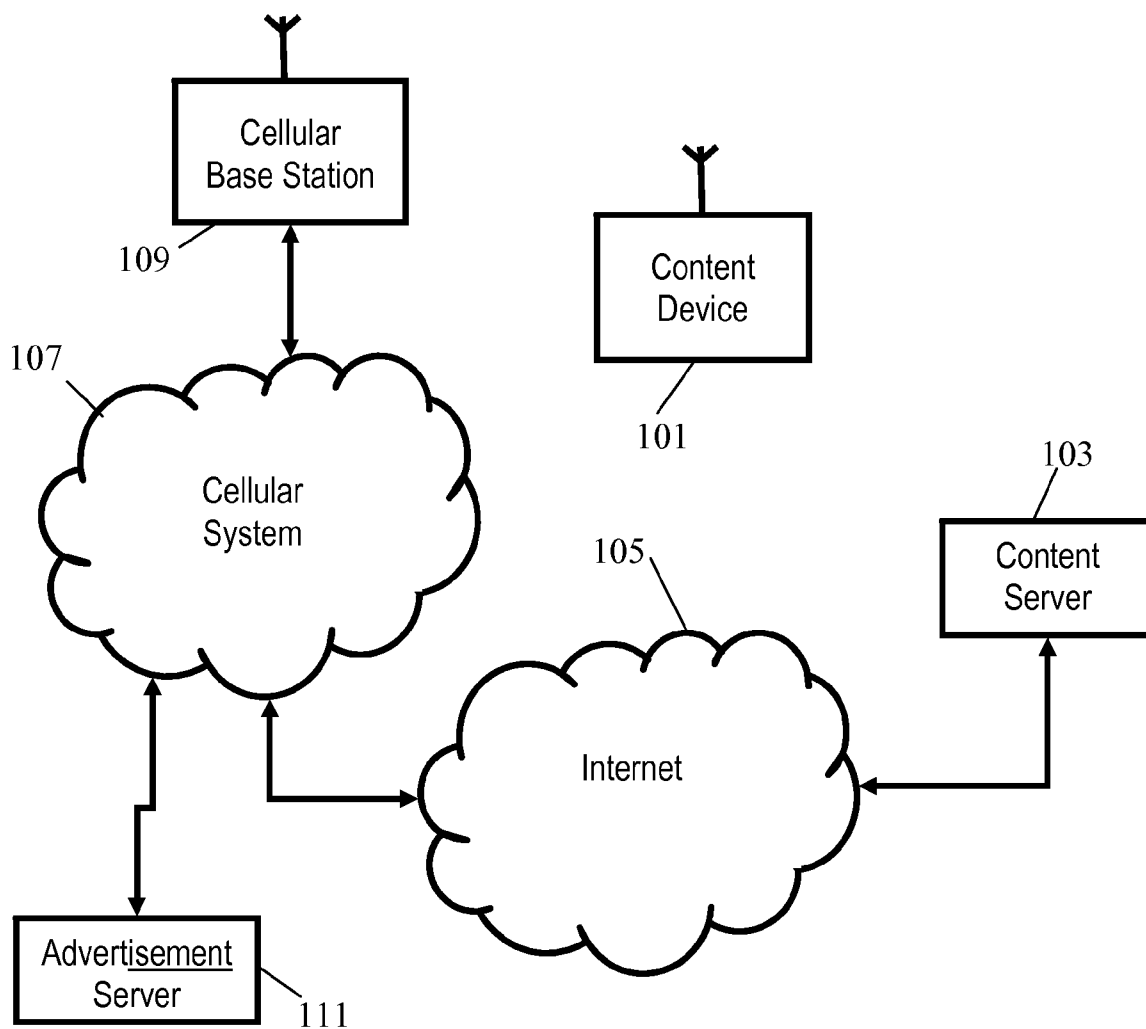 Cellular
Base Station
109
Content
Device
101
107
Cellular
System
103
Content
Server
105
Internet
Advertisement
Server
111